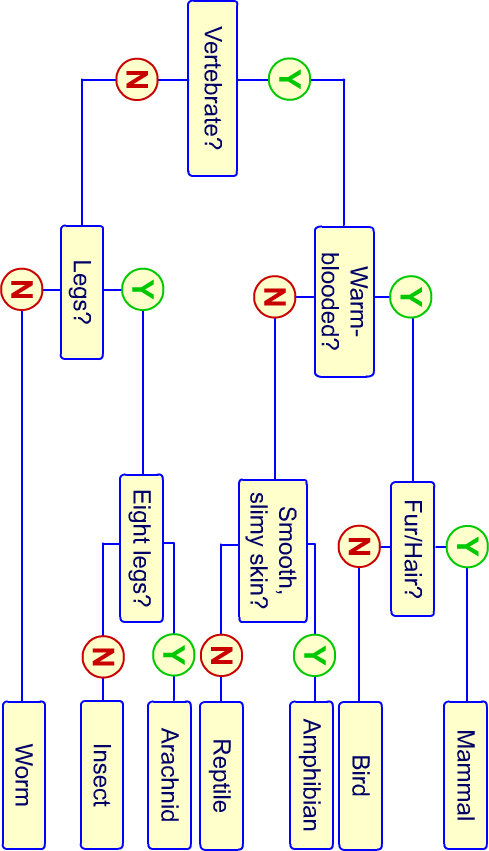 Vertebrate?
Y
N
Warm-
blooded?
Y
N
Legs?
Y
N
Fur/Hair?
Y
N
Smooth,
slimy skin?
Y
N
Eight legs?
Y
N
Mammal
Bird
Amphibian
Reptile
Arachnid
Insect
Worm